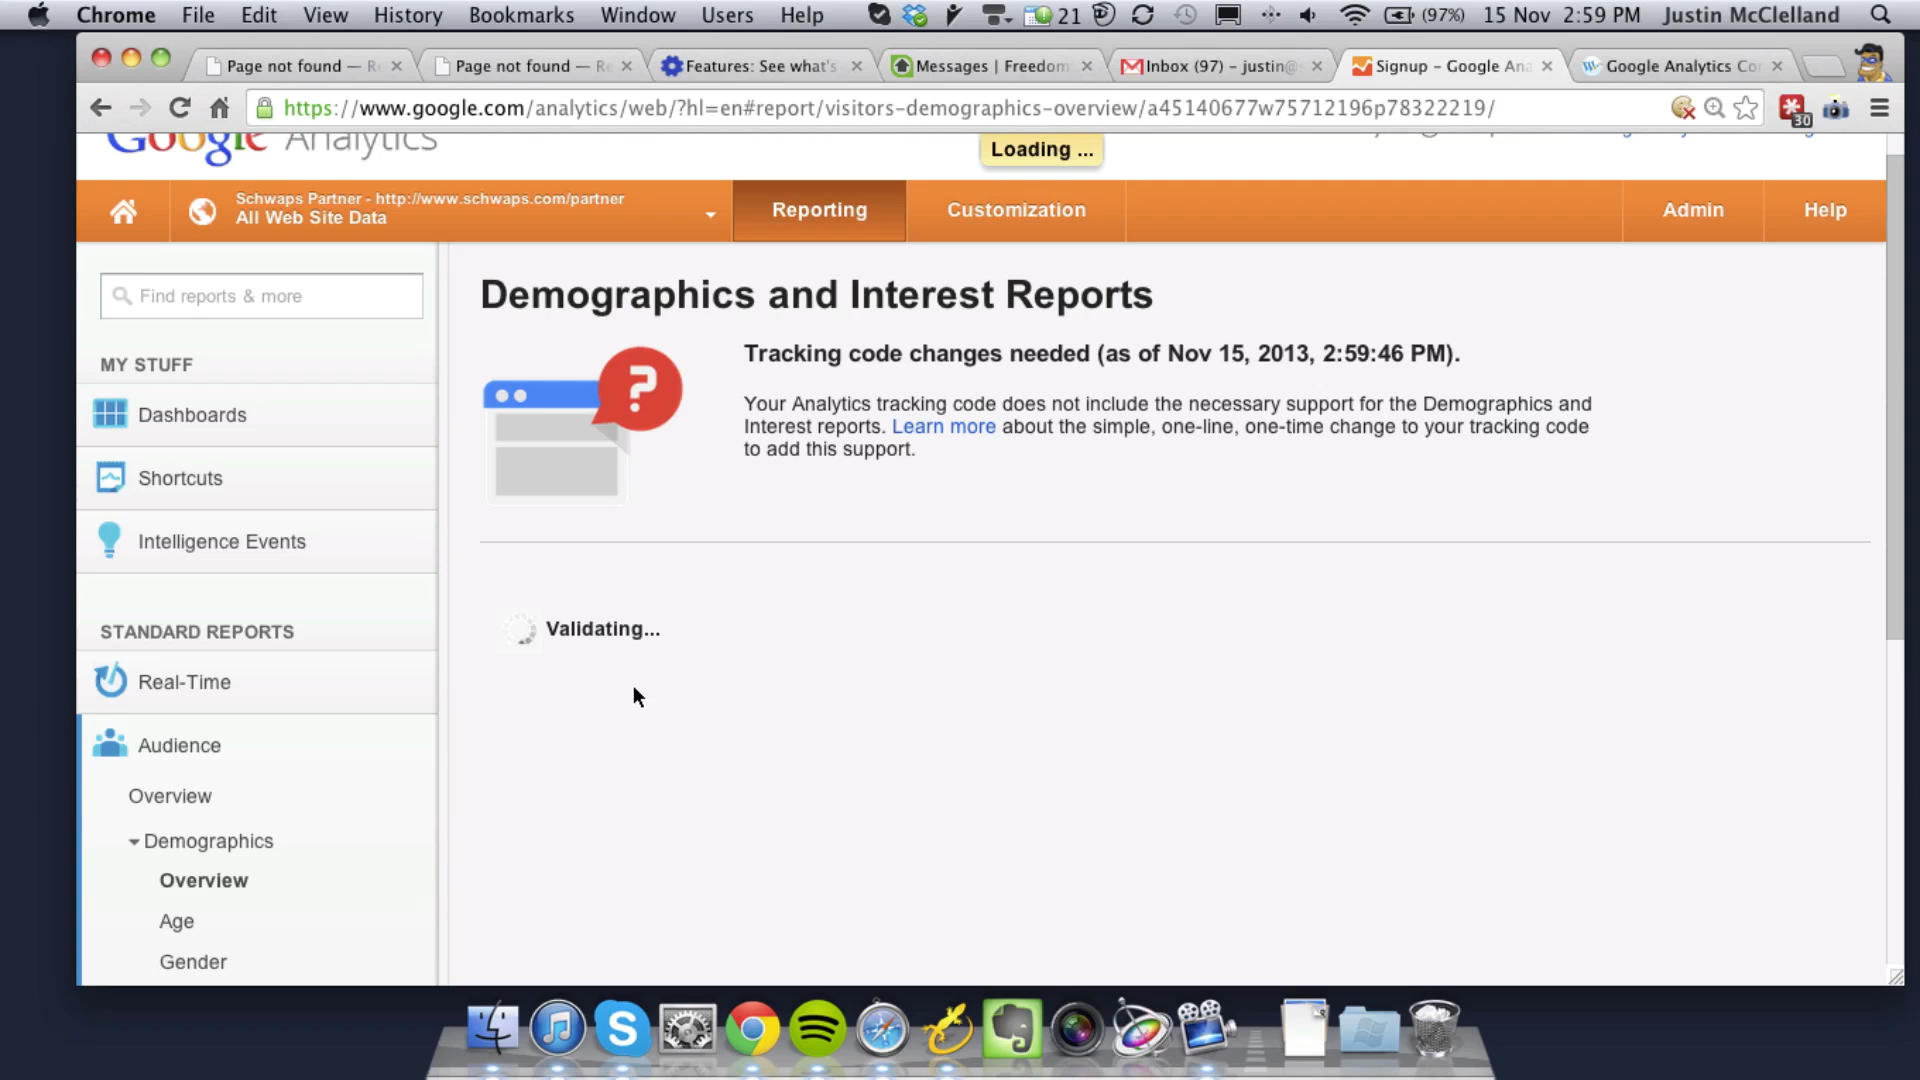 Chrome File Edit View History Bookmarks Window Users Help 21 (97%) 15 Nov 2:59 PM Justin McClelland
Page not found — Re Page not found — Re Features: See what's Messages | Freedom Inbox (97) – justin@ Signup – Google Ana Google Analytics Co
https://www.google.com/analytics/web/?hl=en#report/visitors-demographics-overview/a45140677w75712196p78322219/ 30
Google Analytics
Loading ...
Schwaps Partner - http://www.schwaps.com/partner
All Web Site Data
Reporting Customization Admin Help
Find reports & more
MY STUFF
Dashboards
Shortcuts
Intelligence Events
STANDARD REPORTS
Real-Time
Audience
Overview
Demographics
Overview
Age
Gender
Demographics and Interest Reports
?
Tracking code changes needed (as of Nov 15, 2013, 2:59:46 PM).
Your Analytics tracking code does not include the necessary support for the Demographics and
Interest reports. Learn more about the simple, one-line, one-time change to your tracking code
to add this support.
Validating...